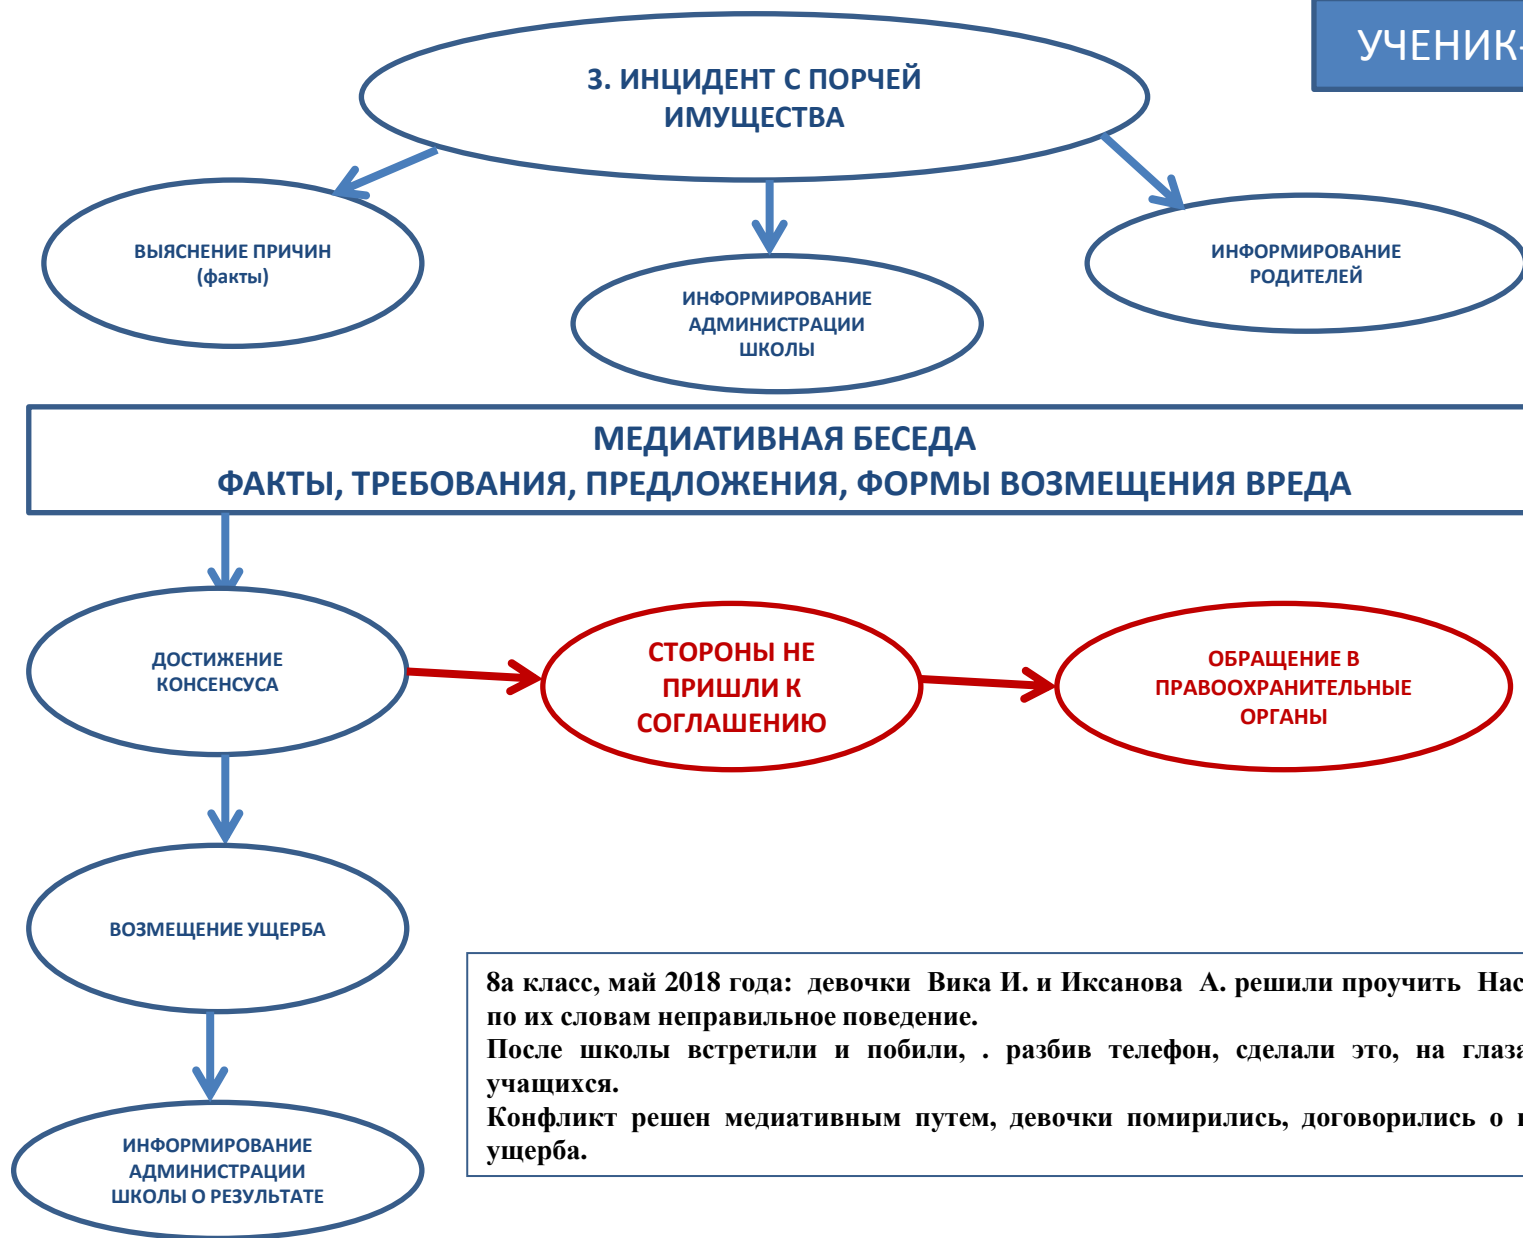 УЧЕНИК-
3. ИНЦИДЕНТ С ПОРЧЕЙ
ИМУЩЕСТВА
ВЫЯСНЕНИЕ ПРИЧИН
(факты)
ИНФОРМИРОВАНИЕ
АДМИНИСТРАЦИИ
ШКОЛЫ
ИНФОРМИРОВАНИЕ
РОДИТЕЛЕЙ
МЕДИАТИВНАЯ БЕСЕДА
ФАКТЫ, ТРЕБОВАНИЯ, ПРЕДЛОЖЕНИЯ, ФОРМЫ ВОЗМЕЩЕНИЯ ВРЕДА
ДОСТИЖЕНИЕ
КОНСЕНСУСА
СТОРОНЫ НЕ
ПРИШЛИ К
СОГЛАШЕНИЮ
ОБРАЩЕНИЕ В
ПРАВООХРАНИТЕЛЬНЫЕ
ОРГАНЫ
ВОЗМЕЩЕНИЕ УЩЕРБА
ИНФОРМИРОВАНИЕ
АДМИНИСТРАЦИИ
ШКОЛЫ О РЕЗУЛЬТАТЕ
8а класс, май 2018 года: девочки Вика И. и Иксанова А. решили проучить Нас
по их словам неправильное поведение.
После школы встретили и побили, . разбив телефон, сделали это, на глаза
учащихся.
Конфликт решен медиативным путем, девочки помирились, договорились о
ущерба.